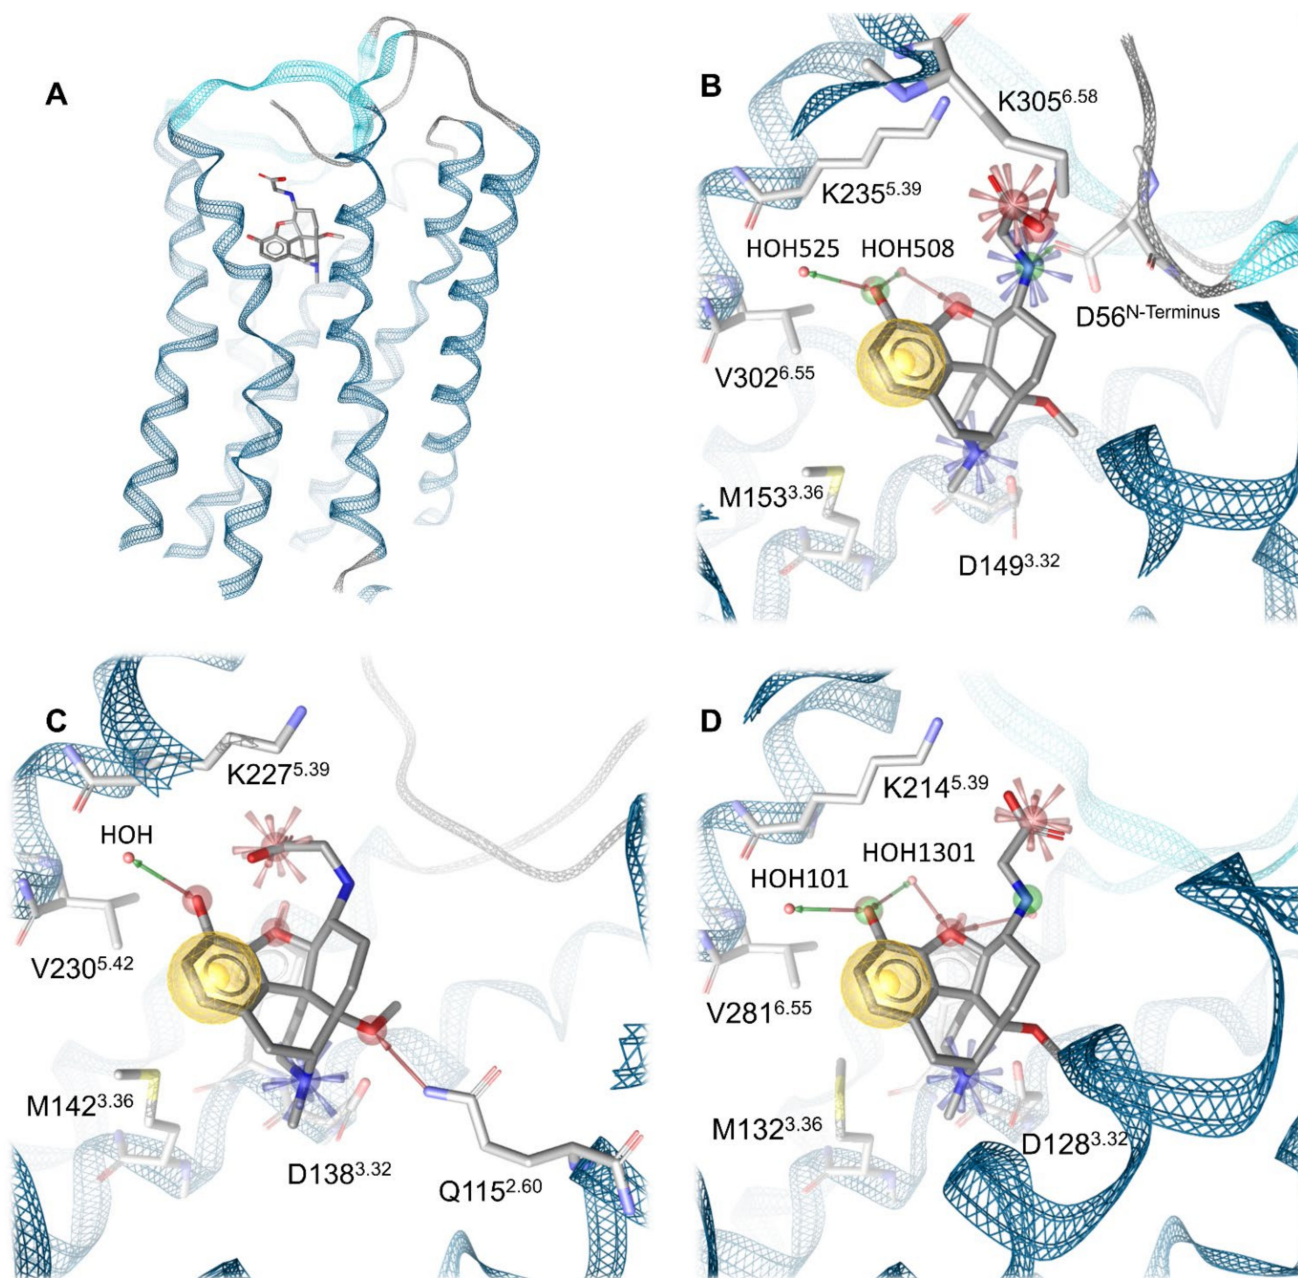 A
B
K305^6.58
K235^5.39
HOH525
HOH508
D56^N-Terminus
V302^6.55
M153^3.36
D149^3.32
C
K227^5.39
HOH
V230^5.42
M142^3.36
D138^3.32
Q115^2.60
D
K214^5.39
HOH1301
HOH101
V281^6.55
M132^3.36
D128^3.32